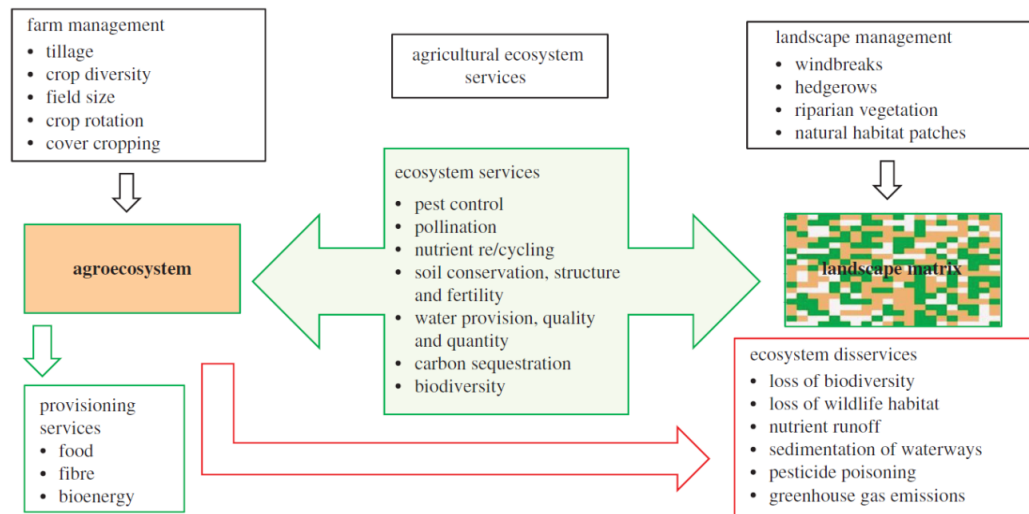 farm management
• tillage
• crop diversity
• field size
• crop rotation
• cover cropping
agricultural ecosystem
services
landscape management
• windbreaks
• hedgerows
• riparian vegetation
• natural habitat patches
ecosystem services
• pest control
• pollination
• nutrient re/cycling
• soil conservation, structure
and fertility
• water provision, quality
and quantity
• carbon sequestration
• biodiversity
agroecosystem
landscape matrix
provisioning
services
• food
• fibre
• bioenergy
ecosystem disservices
• loss of biodiversity
• loss of wildlife habitat
• nutrient runoff
• sedimentation of waterways
• pesticide poisoning
• greenhouse gas emissions